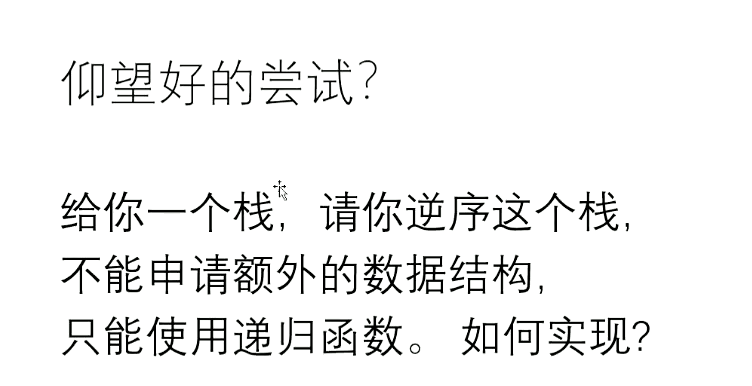 仰望好的尝试?
给你一个栈，请你逆序这个栈，
不能申请额外的数据结构，
只能使用递归函数。 如何实现?